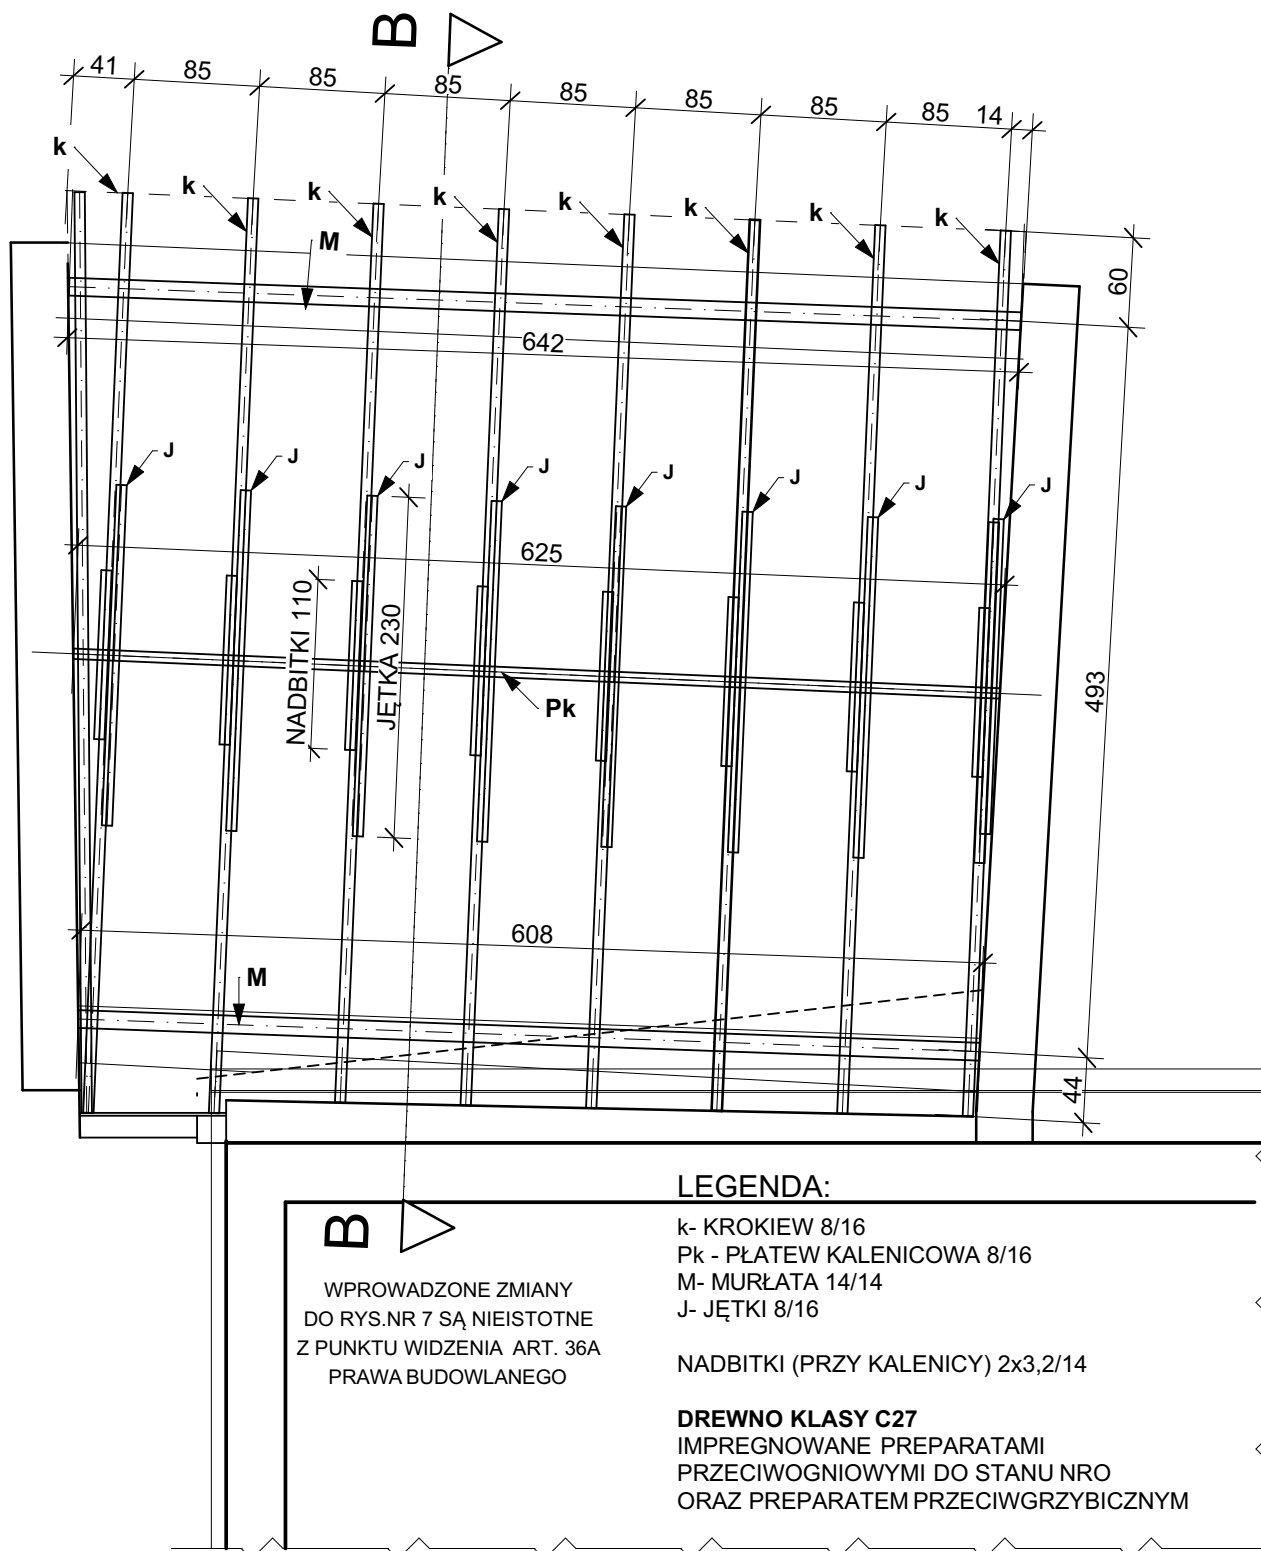 B
41 85 85 85 85 85 85 85 14
k k k k k k k k
M
60
642
J J J J J J J J
625
NADBITKI 110
JĘTKA 230
Pk
493
608
M
44
B
WPROWADZONE ZMIANY
DO RYS.NR 7 SĄ NIEISTOTNE
Z PUNKTU WIDZENIA ART. 36A
PRAWA BUDOWLANEGO
LEGENDA:
k- KROKIEW 8/16
Pk - PŁATEW KALENICOWA 8/16
M- MURŁATA 14/14
J- JĘTKI 8/16
NADBITKI (PRZY KALENICY) 2x3,2/14
DREWNO KLASY C27
IMPREGNOWANE PREPARATAMI
PRZECIWOGNIOWYMI DO STANU NRO
ORAZ PREPARATEM PRZECIWGRZYBICZNYM